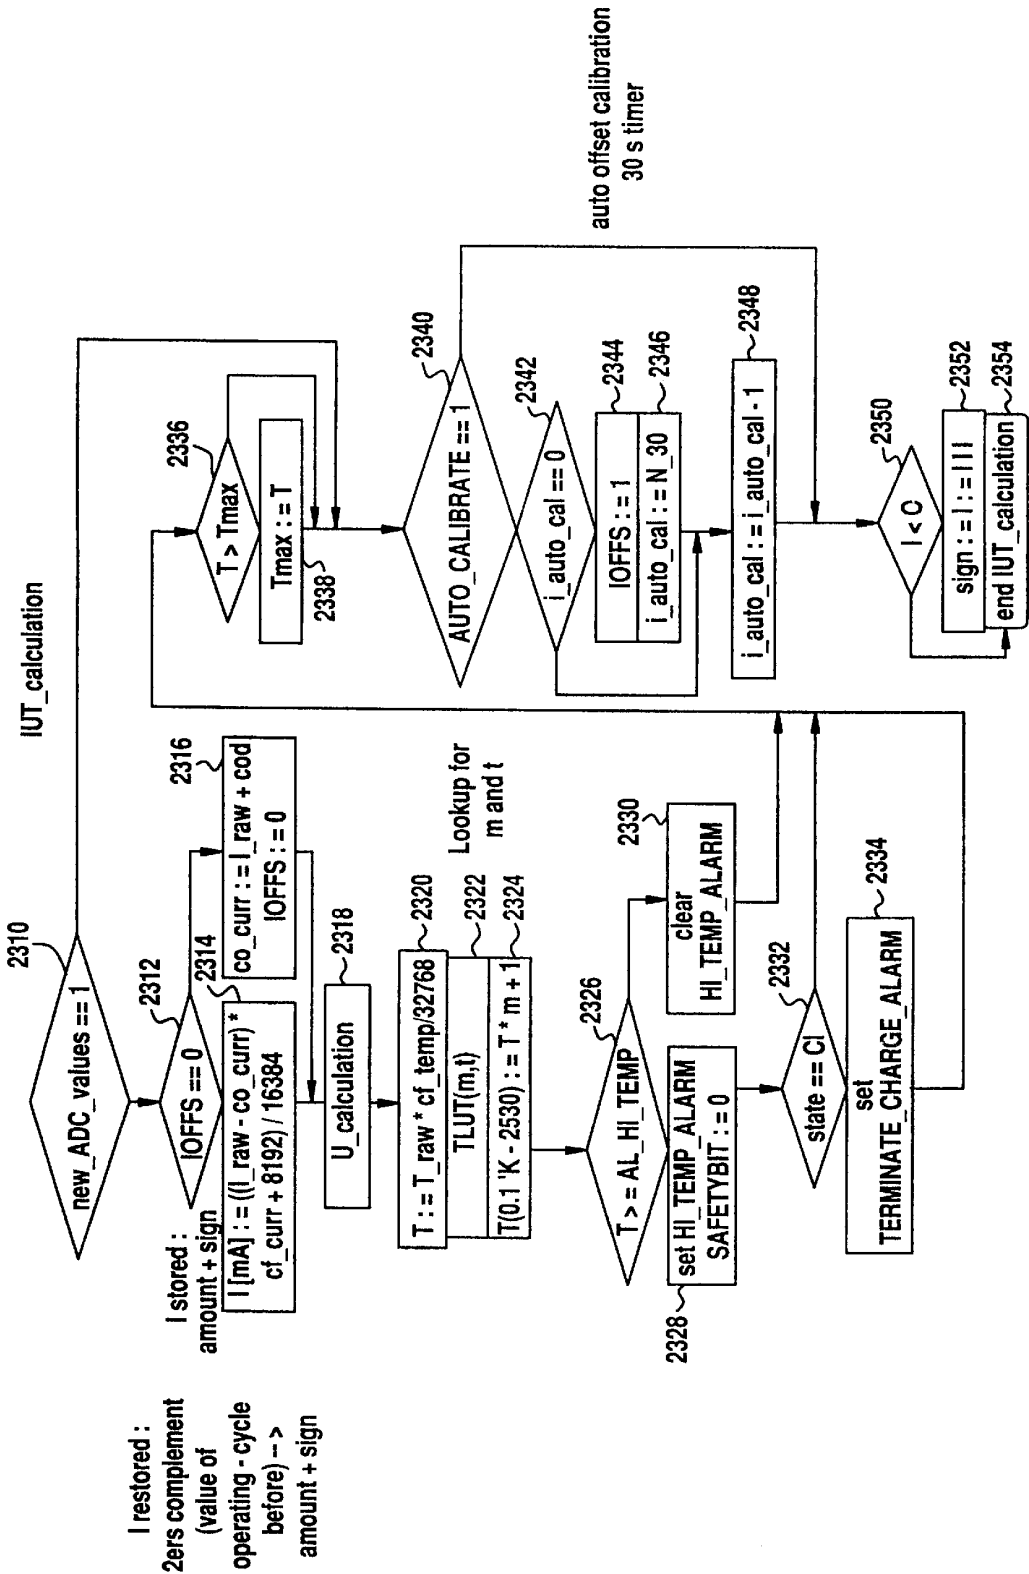 IUT_calculation
I restored :
2ers complement
(value of
operating - cycle
before) -- >
amount + sign
I stored :
amount + sign
new_ADC_values == 1
2310
IOFFS == 0
2312
2314
I [mA] : = ((I_raw - co_curr) *
cf_curr + 8192) / 16384
2316
co_curr : = I_raw + cod
IOFFS : = 0
U_calculation
2318
T : = T_raw * cf_temp/32768
2320
TLUT(m,t)
2322
T(0.1 'K - 2530) : = T * m + 1
2324
Lookup for
m and t
T > = AL_HI_TEMP
2326
set HI_TEMP_ALARM
SAFETYBIT : = 0
2328
clear
HI_TEMP_ALARM
2330
state == CI
2332
set
TERMINATE_CHARGE_ALARM
2334
T > Tmax
2336
Tmax : = T
2338
AUTO_CALIBRATE == 1
2340
i_auto_cal == 0
2342
IOFFS : = 1
2344
i_auto_cal : = N_30
2346
i_auto_cal : = i_auto_cal - 1
2348
auto offset calibration
30 s timer
I < O
2350
sign : = I : = I I I
2352
end IUT_calculation
2354